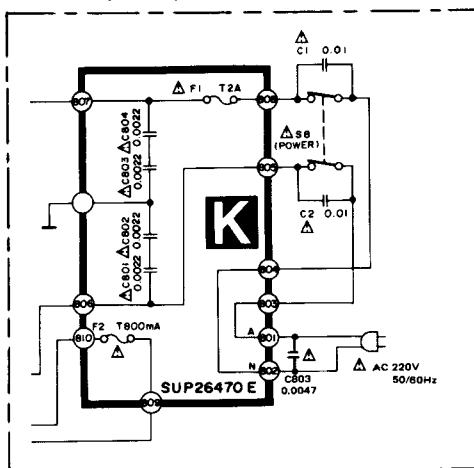 C1 0.01
F1 T2A
807
808
C804
0.0022
S8
(POWER)
C803
0.0022
805
K
C802
0.0022
C2 0.01
C801
0.0022
804
806
803
F2 T800mA
810
A
801
N
802
C803
0.0047
AC 220V
50/60Hz
SUP26470E
809